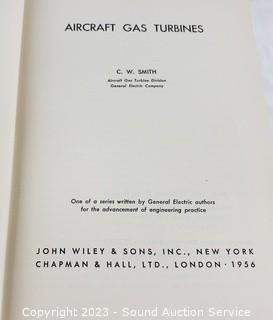 AIRCRAFT GAS TURBINES
C. W. SMITH
Aircraft Gas Turbine Division
General Electric Company
One of a series written by General Electric authors
for the advancement of engineering practice
JOHN WILEY & SONS, INC., NEW YORK
CHAPMAN & HALL, LTD., LONDON · 1956
Copyright © 2023 - Sound Auction Service